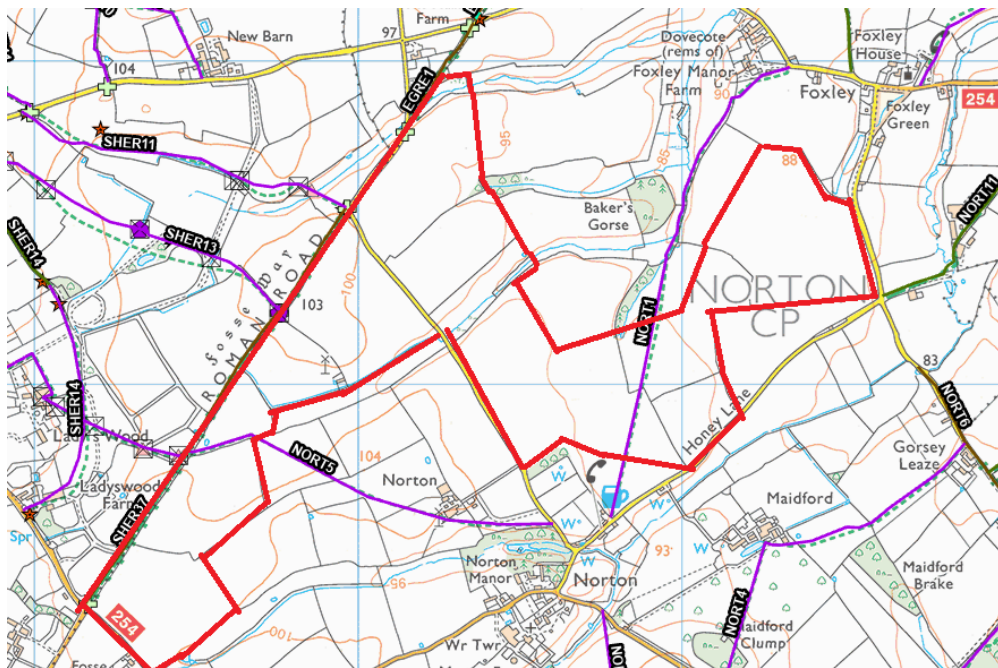 Farm
New Barn
97
104
EGRE1
SHER11
Dovecote
(rems of)
Foxley Manor
Farm
90
Foxley
House
Foxley
254
Foxley
Green
95
85
88
SHER13
Baker's
Gorse
NORT11
SHER14
Fosse Way
ROMAN ROAD
100
103
NORTON
CP
NORT1
83
SHER14
Lady's Wood
Honey Lane
NORT6
NORT5
104
Norton
Gorsey
Leaze
Ladyswood
Farm
SHER37
Maidford
Spr
W
W
W
W
W
93
Norton
Manor
Norton
95
Maidford
Brake
254
100
NORT4
Maidford
Clump
Wr Twr
Fosse